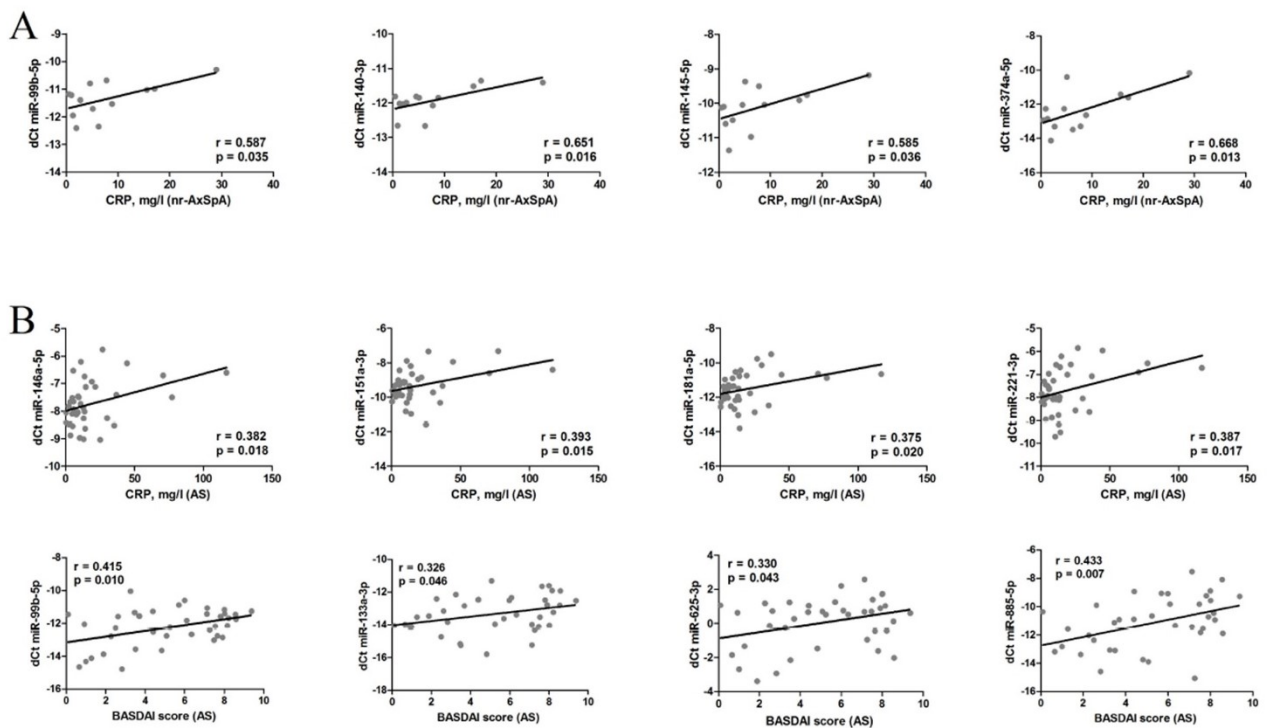 A
dCt miR-99b-5p
-9
-10
-11
-12
-13
-14
0
10
20
30
40
r = 0.587
p = 0.035
CRP, mg/l (nr-AxSpA)
dCt miR-140-3p
-10
-11
-12
-13
-14
0
10
20
30
40
r = 0.651
p = 0.016
CRP, mg/l (nr-AxSpA)
dCt miR-145-5p
-8
-9
-10
-11
-12
0
10
20
30
40
r = 0.585
p = 0.036
CRP, mg/l (nr-AxSpA)
dCt miR-374a-5p
-8
-10
-12
-14
-16
0
10
20
30
40
r = 0.668
p = 0.013
CRP, mg/l (nr-AxSpA)
B
dCt miR-146a-5p
-5
-6
-7
-8
-9
-10
0
50
100
150
r = 0.382
p = 0.018
CRP, mg/l (AS)
dCt miR-151a-3p
-6
-8
-10
-12
-14
0
50
100
150
r = 0.393
p = 0.015
CRP, mg/l (AS)
dCt miR-181a-5p
-8
-10
-12
-14
-16
0
50
100
150
r = 0.375
p = 0.020
CRP, mg/l (AS)
dCt miR-221-3p
-5
-6
-7
-8
-9
-10
-11
0
50
100
150
r = 0.387
p = 0.017
CRP, mg/l (AS)
dCt miR-99b-5p
-8
-10
-12
-14
-16
0
2
4
6
8
10
r = 0.415
p = 0.010
BASDAI score (AS)
dCt miR-133a-3p
-10
-12
-14
-16
-18
0
2
4
6
8
10
r = 0.326
p = 0.046
BASDAI score (AS)
dCt miR-625-3p
4
2
0
-2
-4
0
2
4
6
8
10
r = 0.330
p = 0.043
BASDAI score (AS)
dCt miR-885-5p
-6
-8
-10
-12
-14
-16
0
2
4
6
8
10
r = 0.433
p = 0.007
BASDAI score (AS)